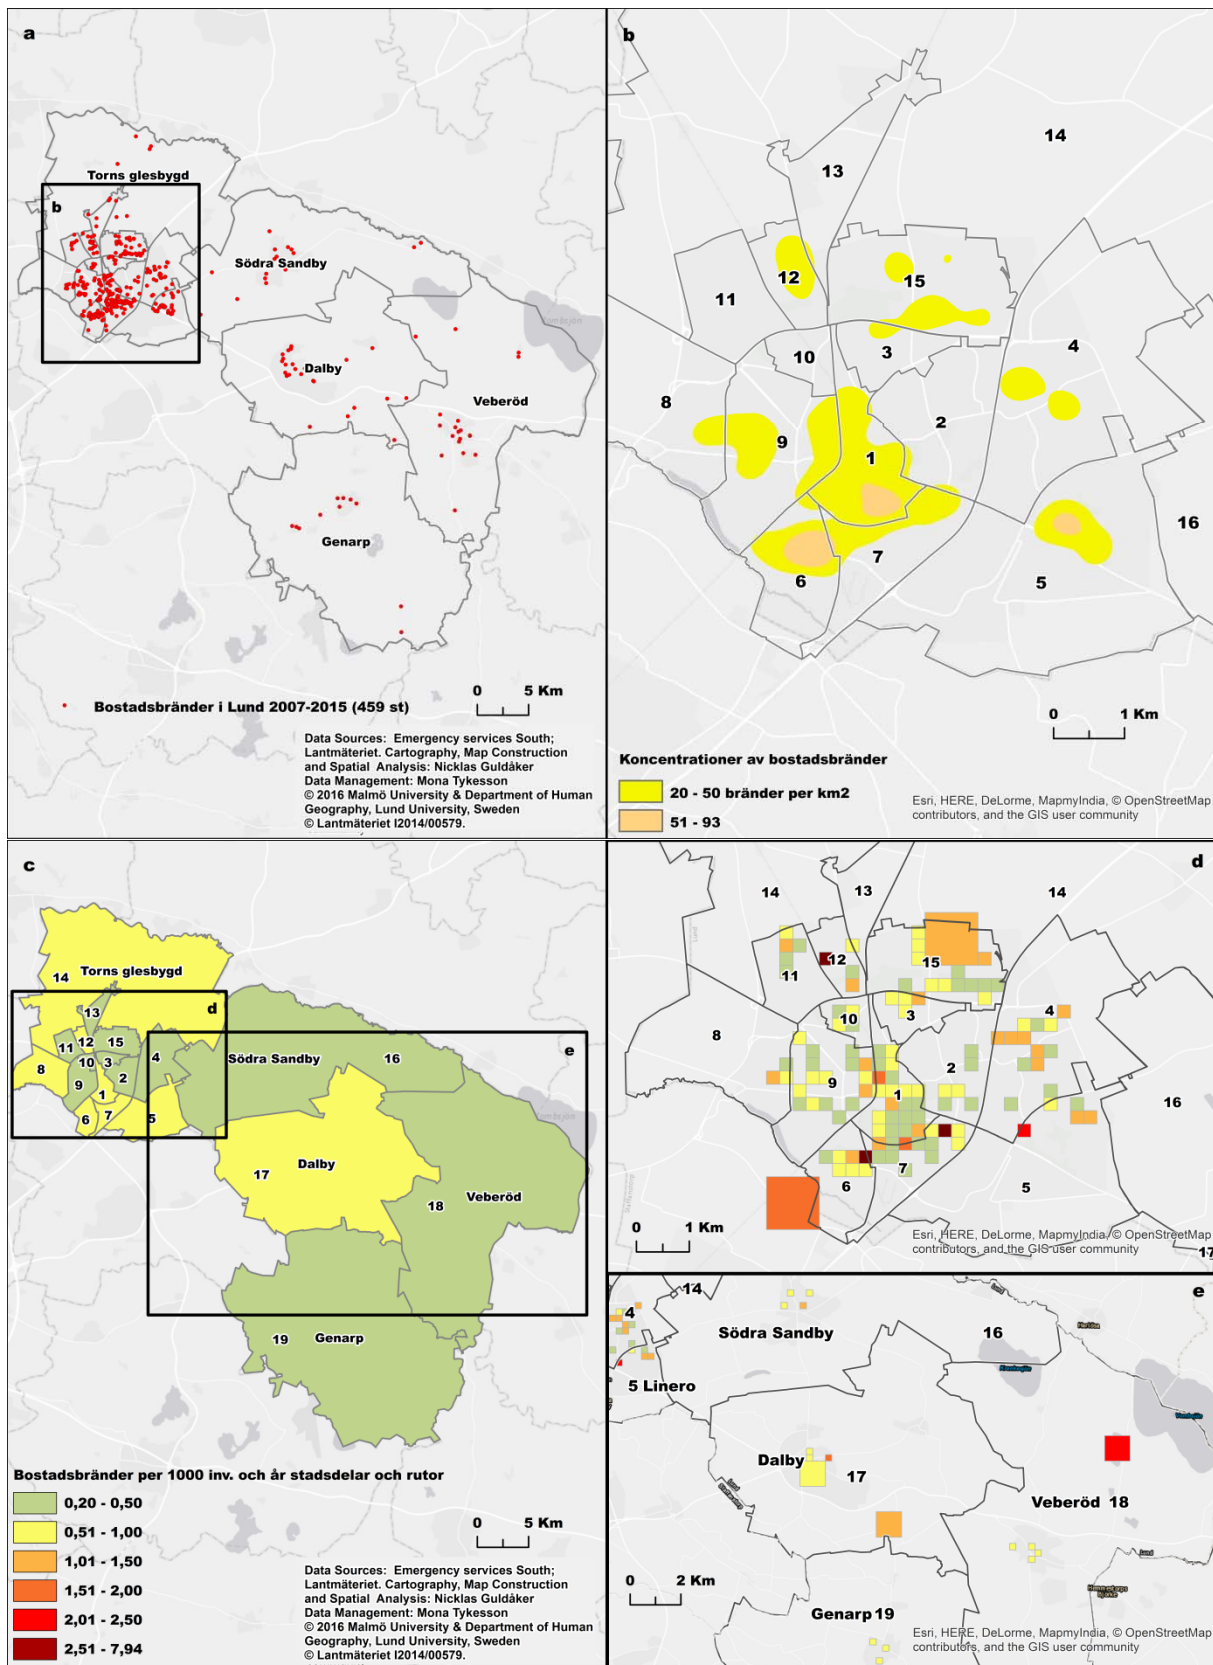 a
Torns glesbygd
b
Södra Sandby
Dalby
Veberöd
Genarp
0 5 Km
Bostadsbränder i Lund 2007-2015 (459 st)
Data Sources: Emergency services South;
Lantmäteriet. Cartography, Map Construction
and Spatial Analysis: Nicklas Guldåker
Data Management: Mona Tykesson
© 2016 Malmö University & Department of Human
Geography, Lund University, Sweden
© Lantmäteriet I2014/00579.
b
14
13
12
15
11
10
3
4
8
2
9
1
16
7
6
5
0 1 Km
Koncentrationer av bostadsbränder
20 - 50 bränder per km2
51 - 93
Esri, HERE, DeLorme, MapmyIndia, © OpenStreetMap
contributors, and the GIS user community
c
Torns glesbygd
14
d
13
11
12
15
4
10
3
8
9
2
1
6
7
5
Södra Sandby
16
e
Dalby
17
Veberöd
18
Genarp
19
Bostadsbränder per 1000 inv. och år stadsdelar och rutor
0,20 - 0,50
0,51 - 1,00
1,01 - 1,50
1,51 - 2,00
2,01 - 2,50
2,51 - 7,94
0 5 Km
Data Sources: Emergency services South;
Lantmäteriet. Cartography, Map Construction
and Spatial Analysis: Nicklas Guldåker
Data Management: Mona Tykesson
© 2016 Malmö University & Department of Human
Geography, Lund University, Sweden
© Lantmäteriet I2014/00579.
d
14
13
14
12
15
11
10
3
4
8
2
9
1
16
7
6
5
0 1 Km
Esri, HERE, DeLorme, MapmyIndia, © OpenStreetMap
contributors, and the GIS user community
17
e
14
4
Södra Sandby
16
5 Linero
Dalby
17
Veberöd 18
Lund
0 2 Km
Genarp 19
Esri, HERE, DeLorme, MapmyIndia, © OpenStreetMap
contributors, and the GIS user community